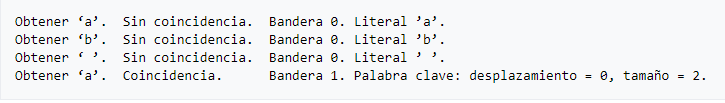 Obtener ‘a’.  Sin coincidencia.  Bandera 0. Literal ’a’.
Obtener ‘b’.  Sin coincidencia.  Bandera 0. Literal ’b’.
Obtener ‘ ’.  Sin coincidencia.  Bandera 0. Literal ’ ’.
Obtener ‘a’.  Coincidencia.      Bandera 1. Palabra clave: desplazamiento = 0, tamaño = 2.